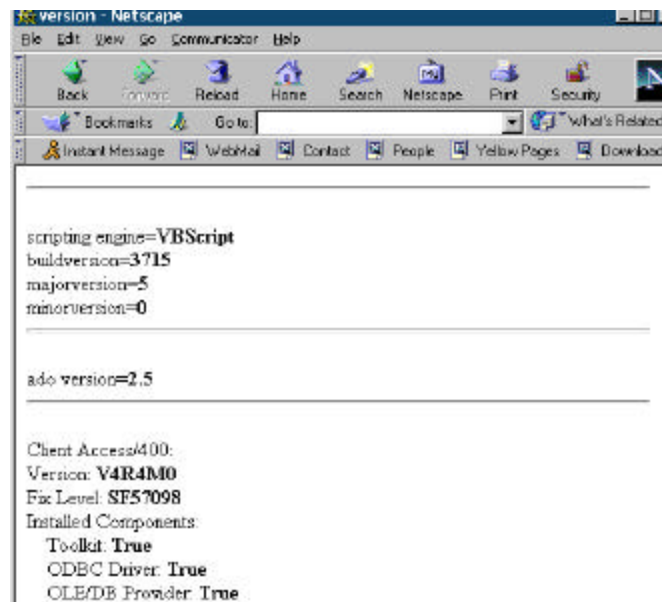 version - Netscape
File Edit View Go Communicator Help
Back Forward Reload Home Search Netscape Print Security
Bookmarks Go to: What's Related
Instant Message WebMail Contact People Yellow Pages Download
scripting engine=VBScript
buildversion=3715
majorversion=5
minorversion=0
ado version=2.5
Client Access/400:
Version: V4R4M0
Fix Level: SF57098
Installed Components:
Toolkit: True
ODBC Driver: True
OLE/DB Provider: True